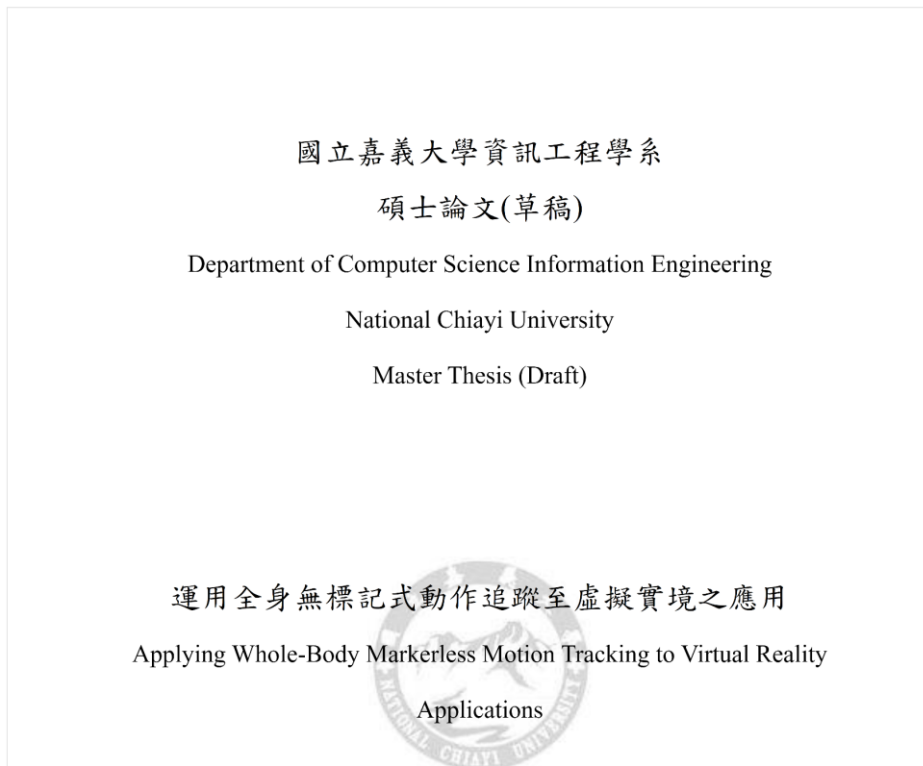 國立嘉義大學資訊工程學系
碩士論文(草稿)
Department of Computer Science Information Engineering
National Chiayi University
Master Thesis (Draft)
運用全身無標記式動作追蹤至虛擬實境之應用
Applying Whole-Body Markerless Motion Tracking to Virtual Reality
Applications
NATIONAL CHIAYI UNIVERSITY